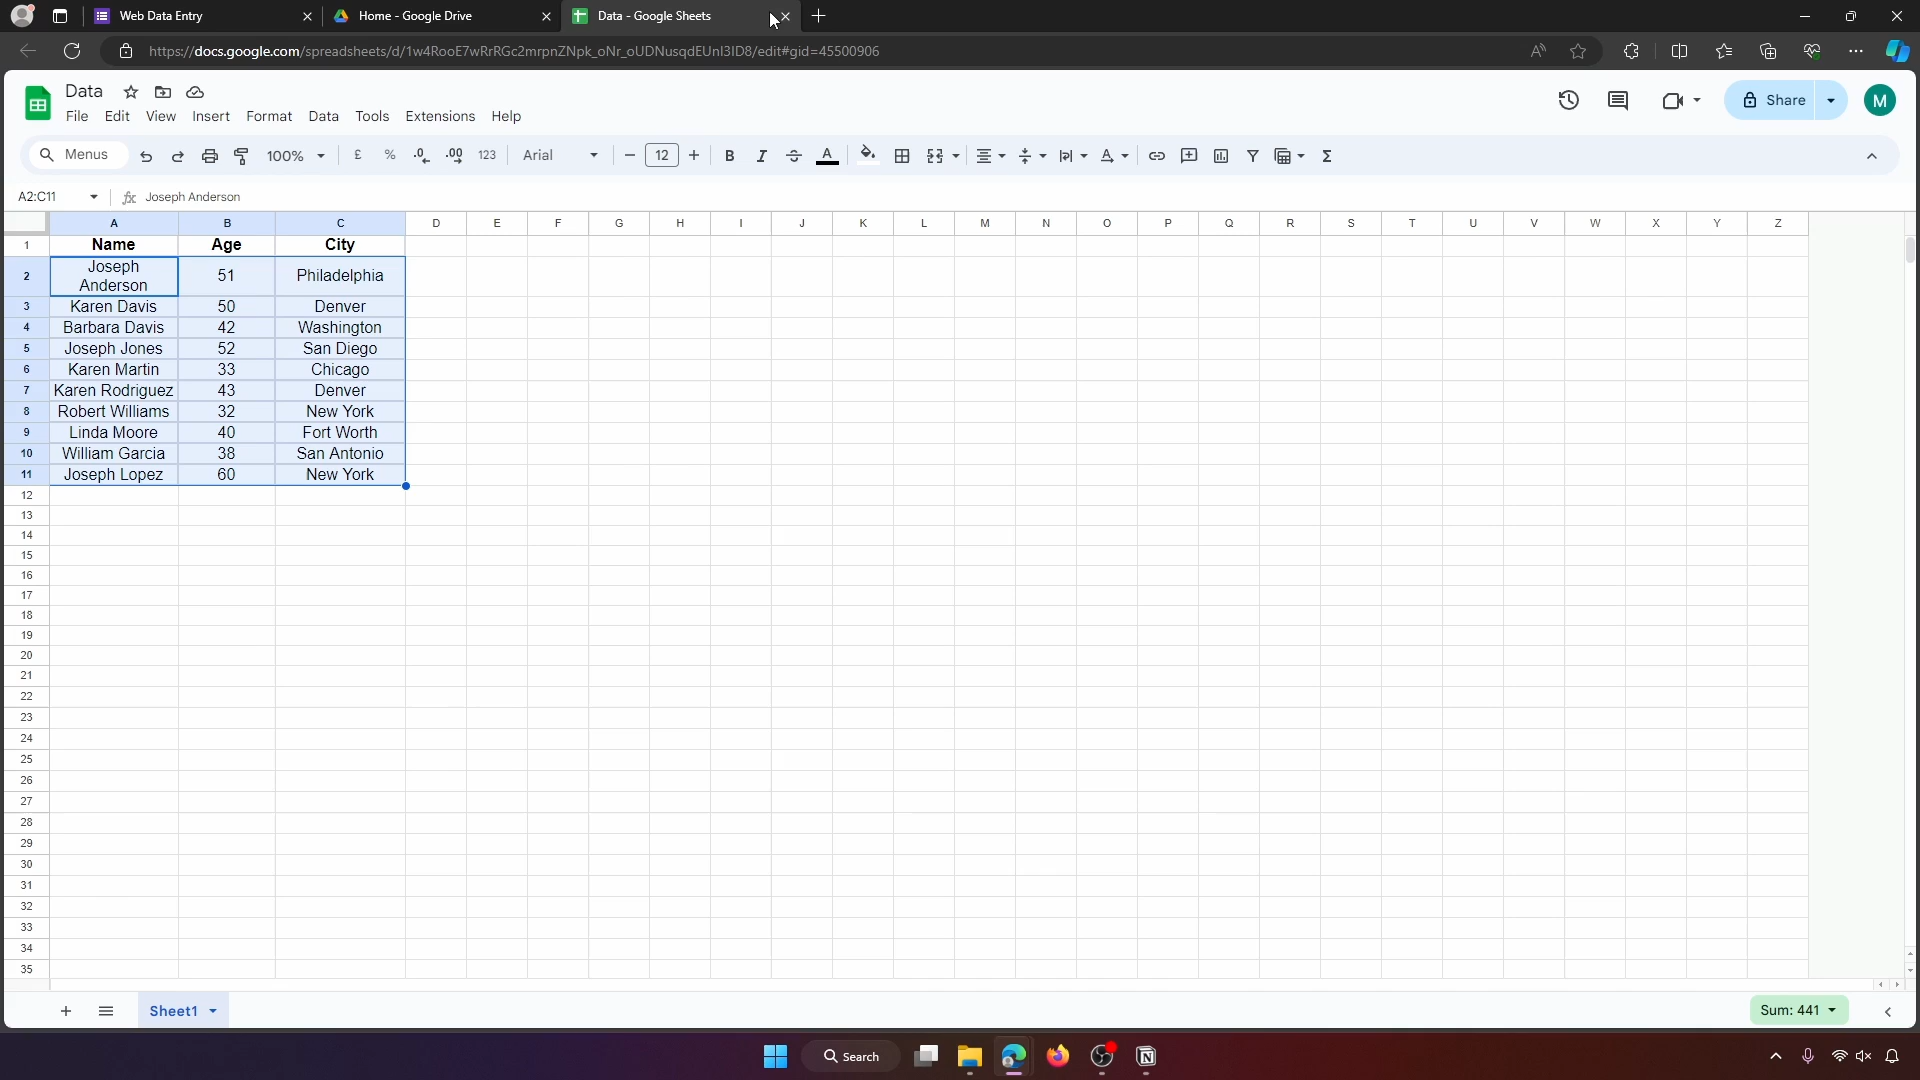 Web Data Entry
Home - Google Drive
Data - Google Sheets
https://docs.google.com/spreadsheets/d/1w4RooE7wRrRGc2mrpnZNpk_oNr_oUDNusqdEUnI3ID8/edit#gid=45500906
Data
Share
M
File Edit View Insert Format Data Tools Extensions Help
Menus 100% £ % .0 .00 123 Arial 12 B I S A
A2:C11 fx Joseph Anderson
A B C D E F G H I J K L M N O P Q R S T U V W X Y Z
1 Name Age City
2 Joseph Anderson 51 Philadelphia
3 Karen Davis 50 Denver
4 Barbara Davis 42 Washington
5 Joseph Jones 52 San Diego
6 Karen Martin 33 Chicago
7 Karen Rodriguez 43 Denver
8 Robert Williams 32 New York
9 Linda Moore 40 Fort Worth
10 William Garcia 38 San Antonio
11 Joseph Lopez 60 New York
12
13
14
15
16
17
18
19
20
21
22
23
24
25
26
27
28
29
30
31
32
33
34
35
Sheet1
Sum: 441
Search